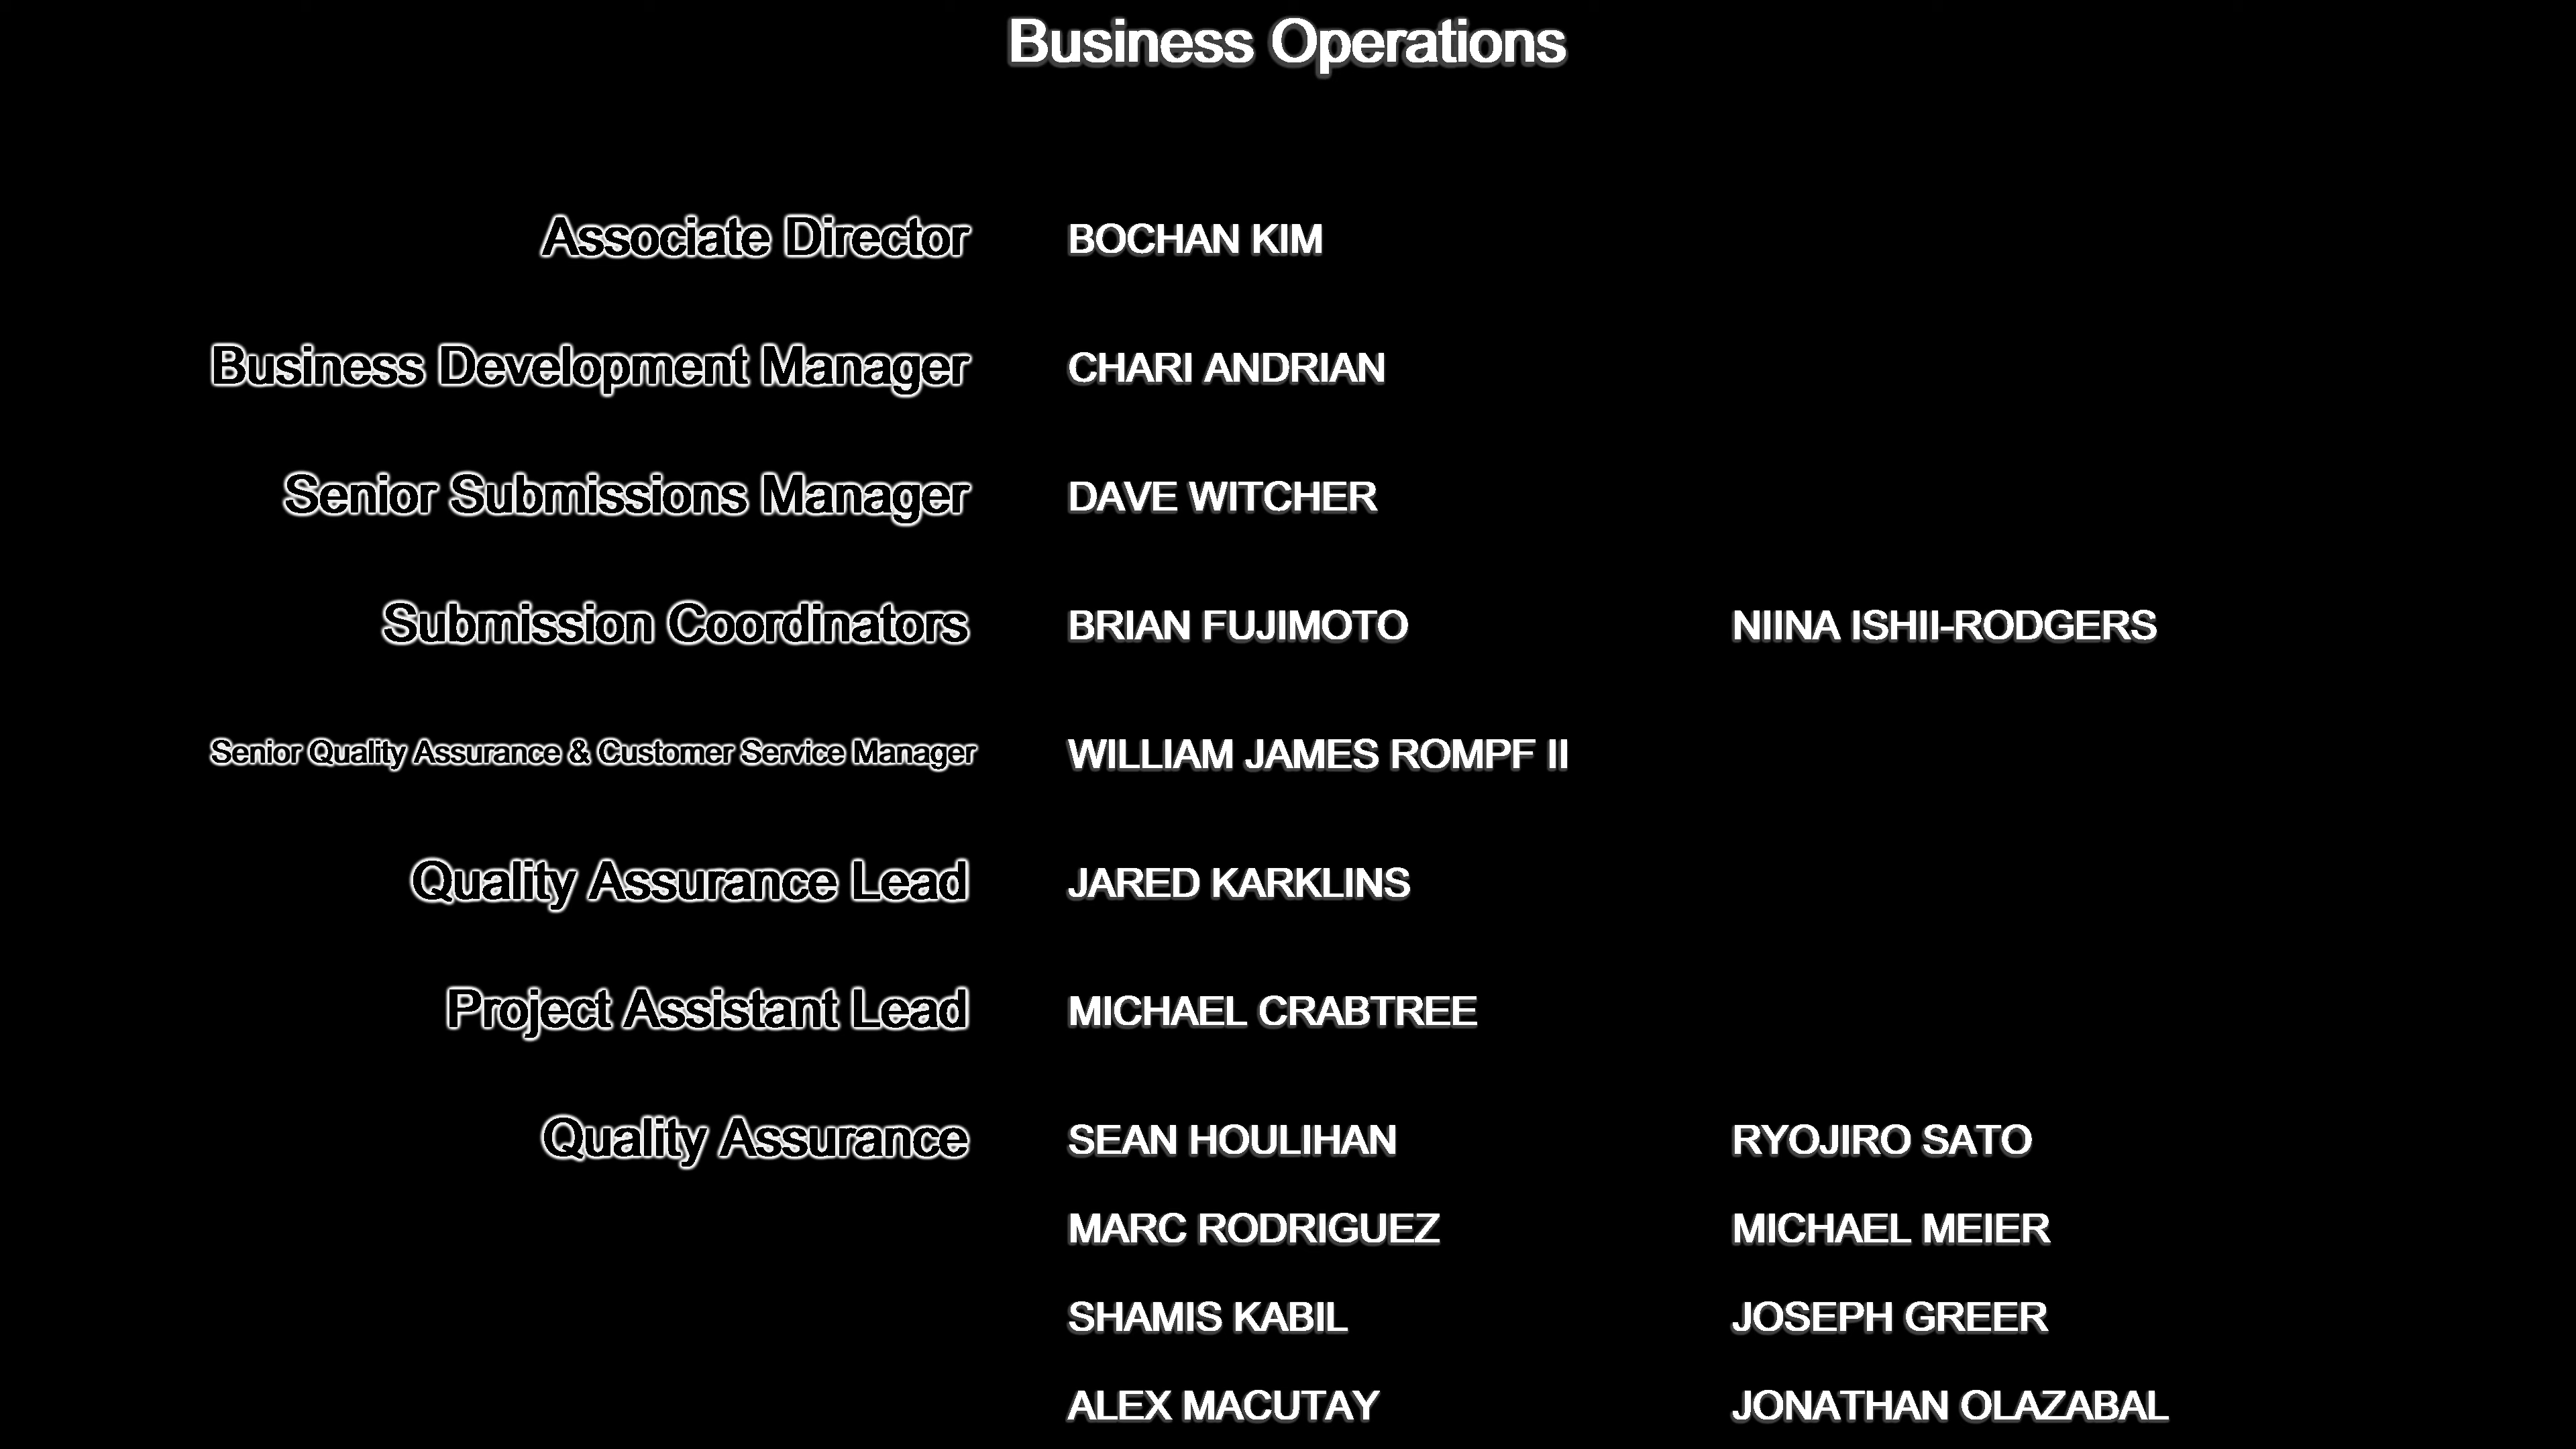 Business Operations
Associate Director BOCHAN KIM
Business Development Manager CHARI ANDRIAN
Senior Submissions Manager DAVE WITCHER
Submission Coordinators BRIAN FUJIMOTO NIINA ISHII-RODGERS
Senior Quality Assurance & Customer Service Manager WILLIAM JAMES ROMPF II
Quality Assurance Lead JARED KARKLINS
Project Assistant Lead MICHAEL CRABTREE
Quality Assurance SEAN HOULIHAN RYOJIRO SATO
MARC RODRIGUEZ MICHAEL MEIER
SHAMIS KABIL JOSEPH GREER
ALEX MACUTAY JONATHAN OLAZABAL